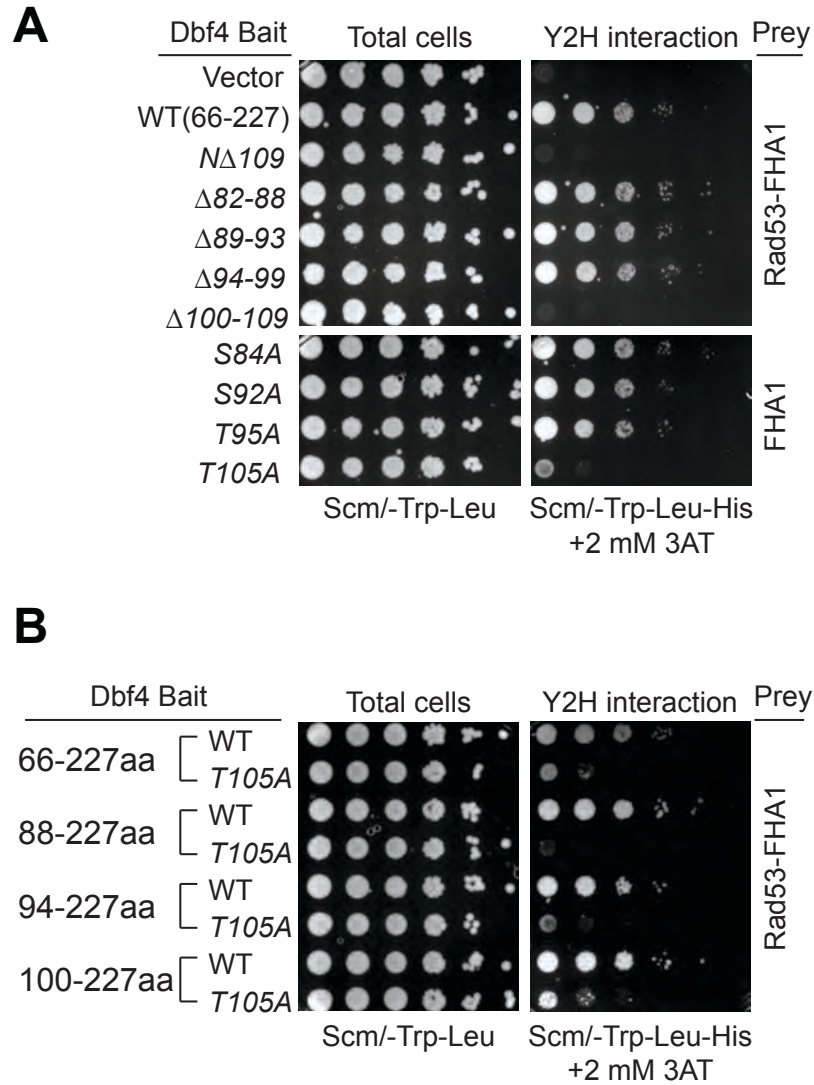 A
Dbf4 Bait Total cells Y2H interaction Prey
Vector
WT(66-227)
NΔ109
Δ82-88
Δ89-93
Δ94-99
Δ100-109
Rad53-FHA1
S84A
S92A
T95A
T105A
FHA1
Scm/-Trp-Leu Scm/-Trp-Leu-His
+2 mM 3AT
B
Dbf4 Bait Total cells Y2H interaction Prey
66-227aa WT
T105A
88-227aa WT
T105A
94-227aa WT
T105A
100-227aa WT
T105A
Rad53-FHA1
Scm/-Trp-Leu Scm/-Trp-Leu-His
+2 mM 3AT